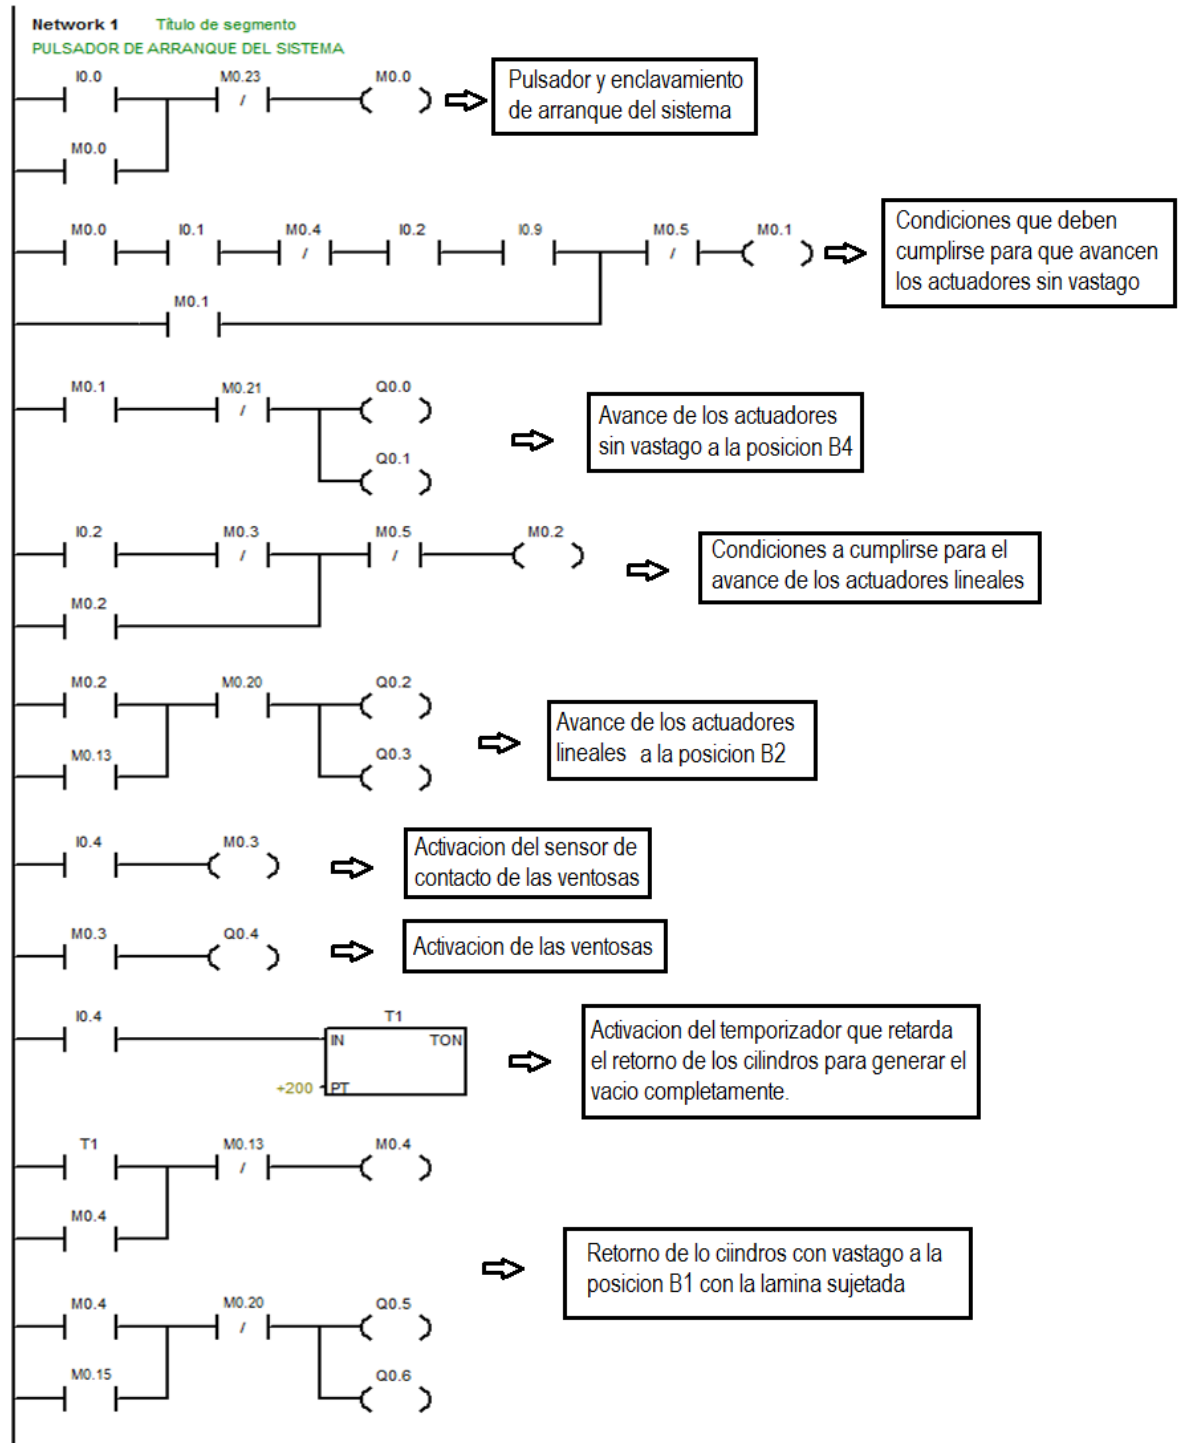 Network 1 Título de segmento
PULSADOR DE ARRANQUE DEL SISTEMA
I0.0 M0.23 M0.0
/
Pulsador y enclavamiento
de arranque del sistema
M0.0
M0.0 I0.1 M0.4 I0.2 I0.9 M0.5 M0.1
/ /
Condiciones que deben
cumplirse para que avancen
los actuadores sin vastago
M0.1
M0.1 M0.21 Q0.0
/
Avance de los actuadores
sin vastago a la posicion B4
Q0.1
I0.2 M0.3 M0.5 M0.2
/ /
Condiciones a cumplirse para el
avance de los actuadores lineales
M0.2
M0.2 M0.20 Q0.2
Avance de los actuadores
lineales a la posicion B2
M0.13 Q0.3
I0.4 M0.3
Activacion del sensor de
contacto de las ventosas
M0.3 Q0.4
Activacion de las ventosas
I0.4 T1
IN TON
+200 PT
Activacion del temporizador que retarda
el retorno de los cilindros para generar el
vacio completamente.
T1 M0.13 M0.4
/
M0.4
Retorno de lo ciindros con vastago a la
posicion B1 con la lamina sujetada
M0.4 M0.20 Q0.5
/
M0.15 Q0.6